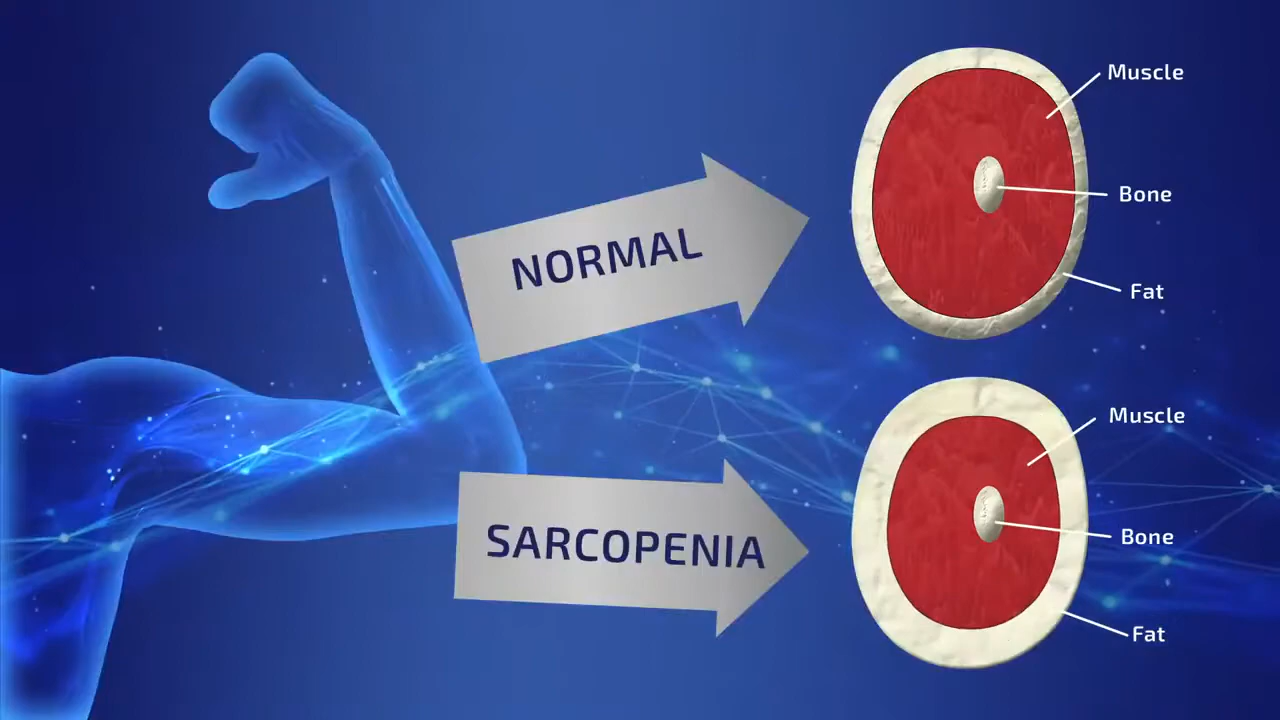 NORMAL
Muscle
Bone
Fat
SARCOPENIA
Muscle
Bone
Fat